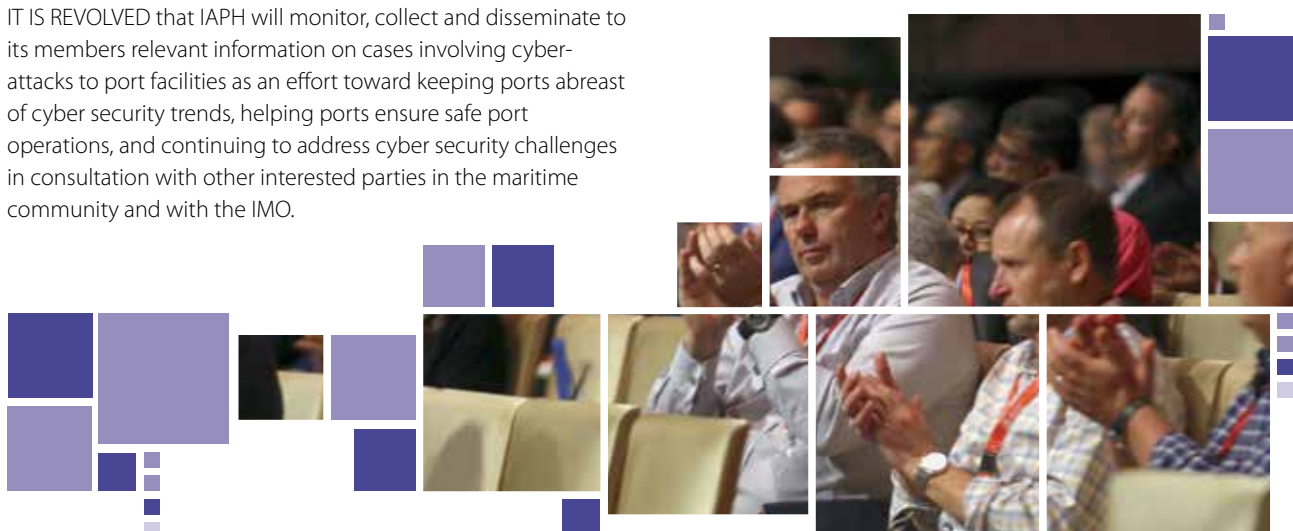 IT IS REVOLVED that IAPH will monitor, collect and disseminate to
its members relevant information on cases involving cyber-
attacks to port facilities as an effort toward keeping ports abreast
of cyber security trends, helping ports ensure safe port
operations, and continuing to address cyber security challenges
in consultation with other interested parties in the maritime
community and with the IMO.